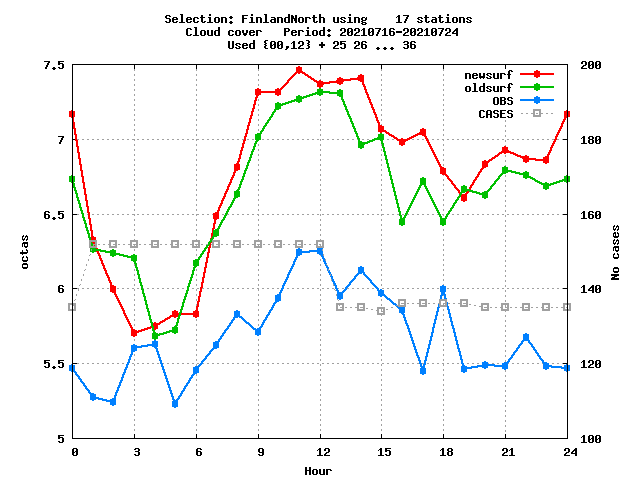 Selection: FinlandNorth using    17 stations
Cloud cover   Period: 20210716-20210724
Used {00,12} + 25 26 ... 36
7.5 200
newsurf
oldsurf
OBS
CASES
7 180
6.5 160
octas
No cases
6 140
5.5 120
5 100
0 3 6 9 12 15 18 21 24
Hour